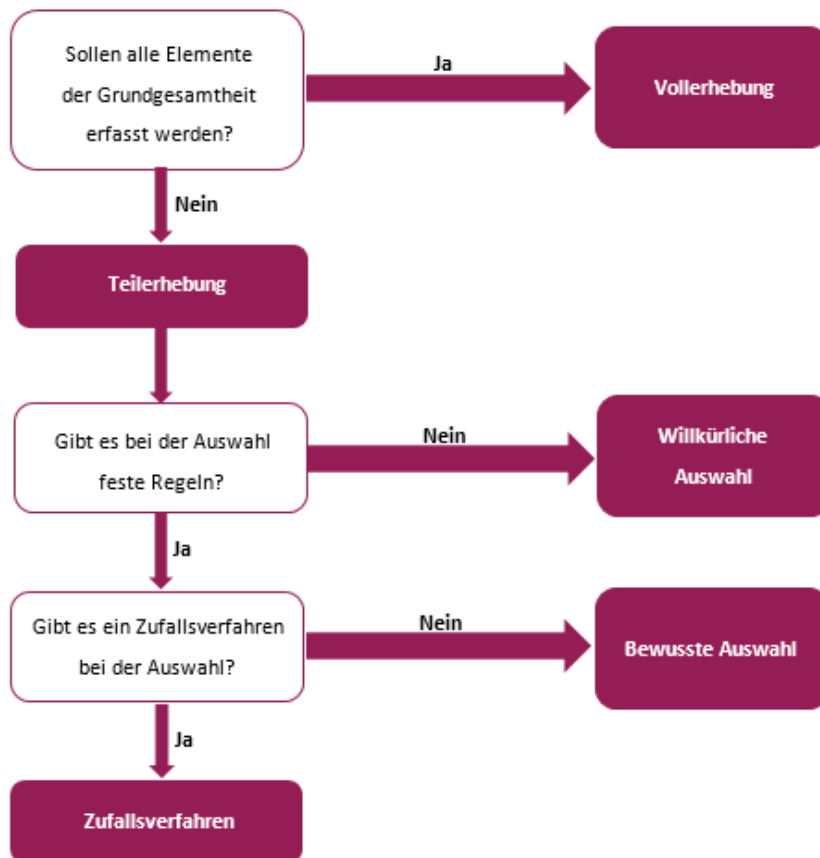 Sollen alle Elemente
der Grundgesamtheit
erfasst werden?
Ja
Vollerhebung
Nein
Teilerhebung
Gibt es bei der Auswahl
feste Regeln?
Nein
Willkürliche
Auswahl
Ja
Gibt es ein Zufallsverfahren
bei der Auswahl?
Nein
Bewusste Auswahl
Ja
Zufallsverfahren